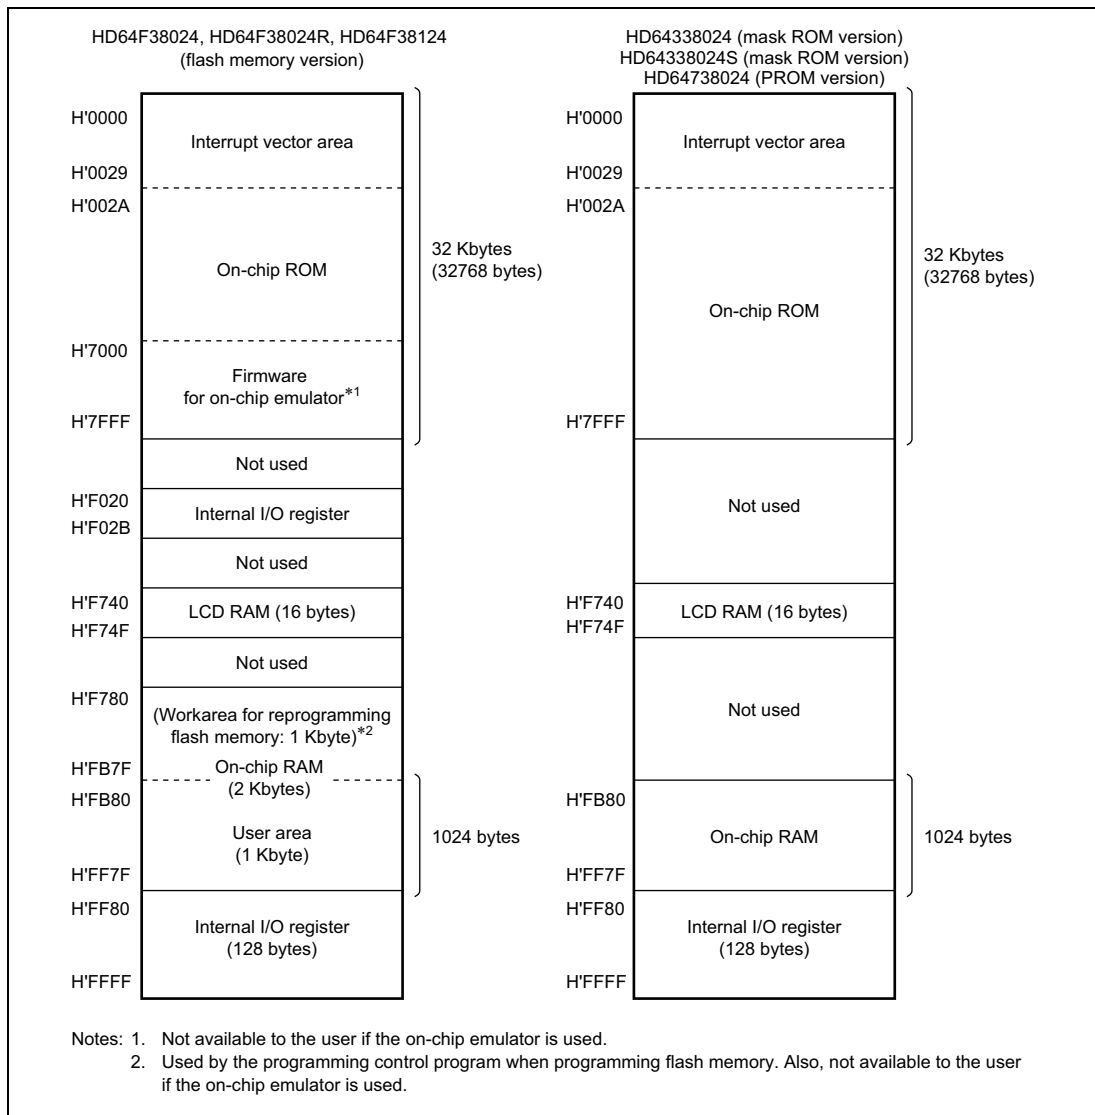 HD64F38024, HD64F38024R, HD64F38124
(flash memory version)
H'0000
Interrupt vector area
H'0029
H'002A
On-chip ROM
32 Kbytes
(32768 bytes)
H'7000
Firmware
for on-chip emulator*1
H'7FFF
Not used
H'F020
Internal I/O register
H'F02B
Not used
H'F740
LCD RAM (16 bytes)
H'F74F
Not used
H'F780
(Workarea for reprogramming
flash memory: 1 Kbyte)*2
H'FB7F
On-chip RAM
(2 Kbytes)
H'FB80
User area
(1 Kbyte)
1024 bytes
H'FF7F
H'FF80
Internal I/O register
(128 bytes)
H'FFFF
HD64338024 (mask ROM version)
HD64338024S (mask ROM version)
HD64738024 (PROM version)
H'0000
Interrupt vector area
H'0029
H'002A
32 Kbytes
(32768 bytes)
On-chip ROM
H'7FFF
Not used
H'F740
LCD RAM (16 bytes)
H'F74F
Not used
H'FB80
On-chip RAM
1024 bytes
H'FF7F
H'FF80
Internal I/O register
(128 bytes)
H'FFFF
Notes: 1. Not available to the user if the on-chip emulator is used.
2. Used by the programming control program when programming flash memory. Also, not available to the user
if the on-chip emulator is used.